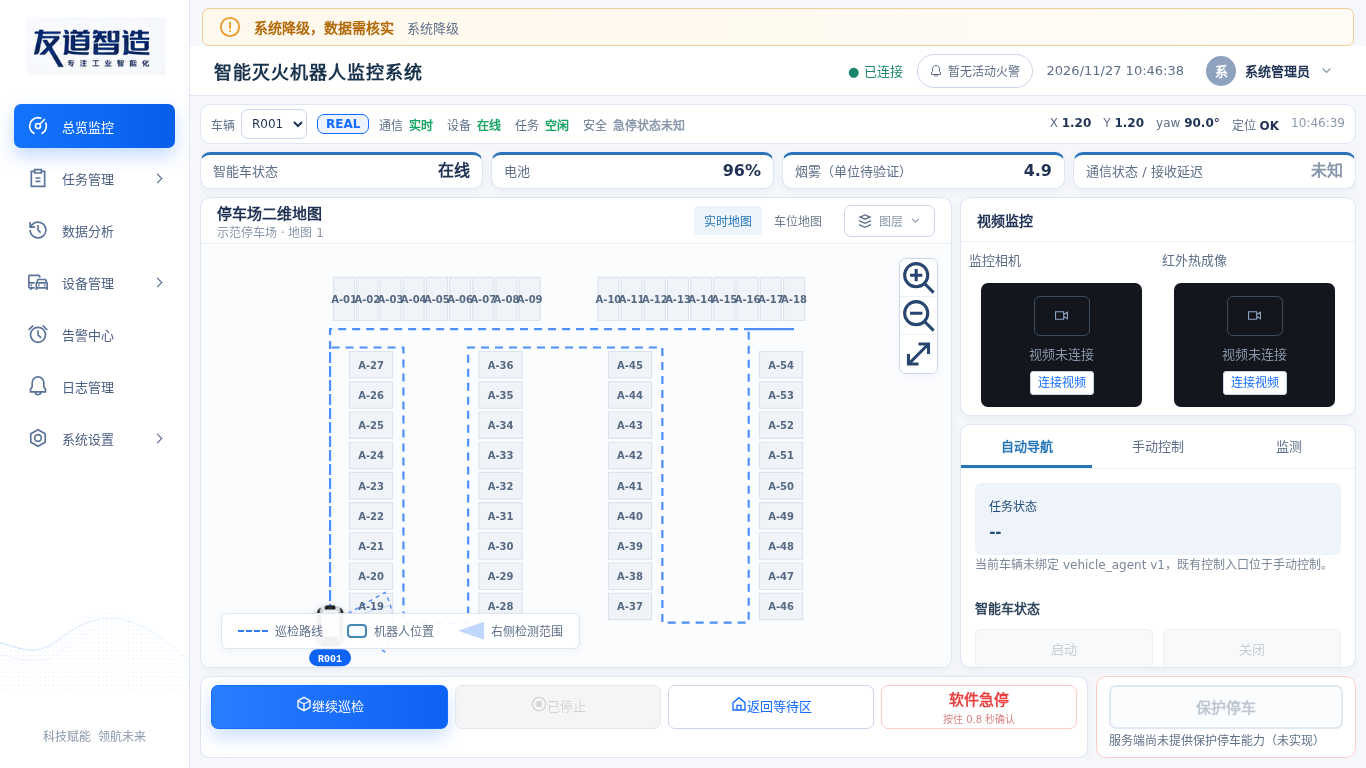 系统降级，数据需核实 系统降级
友道智造
专注工业智能化
智能灭火机器人监控系统
已连接
暂无活动火警
2026/11/27 10:46:38
系 系统管理员
总览监控
任务管理
数据分析
设备管理
告警中心
日志管理
系统设置
科技赋能 领航未来
车辆 R001 REAL 通信 实时 设备 在线 任务 空闲 安全 急停状态未知
X 1.20 Y 1.20 yaw 90.0° 定位 OK 10:46:39
智能车状态 在线
电池 96%
烟雾（单位待验证） 4.9
通信状态 / 接收延迟 未知
停车场二维地图
示范停车场 · 地图 1
实时地图 车位地图 图层
A-01 A-02 A-03 A-04 A-05 A-06 A-07 A-08 A-09 A-10 A-11 A-12 A-13 A-14 A-15 A-16 A-17 A-18
A-27 A-36 A-45 A-54
A-26 A-35 A-44 A-53
A-25 A-34 A-43 A-52
A-24 A-33 A-42 A-51
A-23 A-32 A-41 A-50
A-22 A-31 A-40 A-49
A-21 A-30 A-39 A-48
A-20 A-29 A-38 A-47
A-19 A-28 A-37 A-46
巡检路线 机器人位置 右侧检测范围
R001
视频监控
监控相机 红外热成像
视频未连接 视频未连接
连接视频 连接视频
自动导航 手动控制 监测
任务状态
--
当前车辆未绑定 vehicle_agent v1，既有控制入口位于手动控制。
智能车状态
启动 关闭
继续巡检
已停止
返回等待区
软件急停
按住 0.8 秒确认
保护停车
服务端尚未提供保护停车能力（未实现）